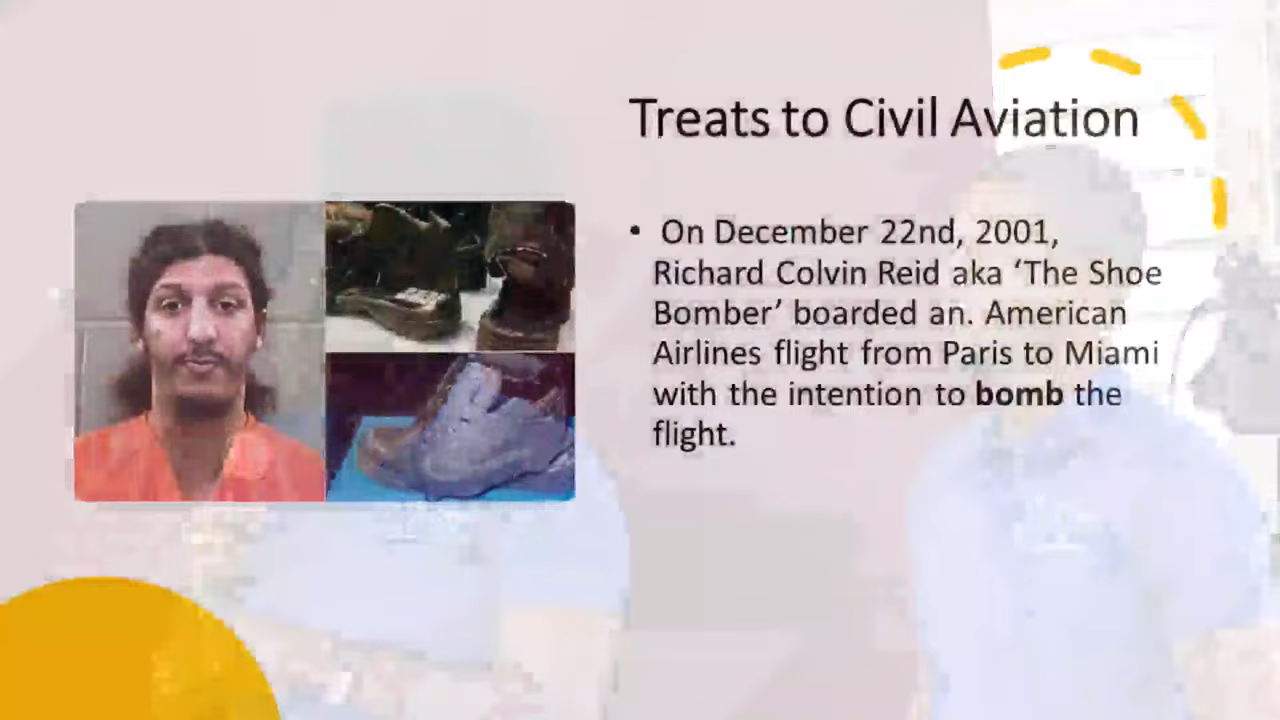 Treats to Civil Aviation
• On December 22nd, 2001,
Richard Colvin Reid aka ‘The Shoe
Bomber’ boarded an. American
Airlines flight from Paris to Miami
with the intention to bomb the
flight.